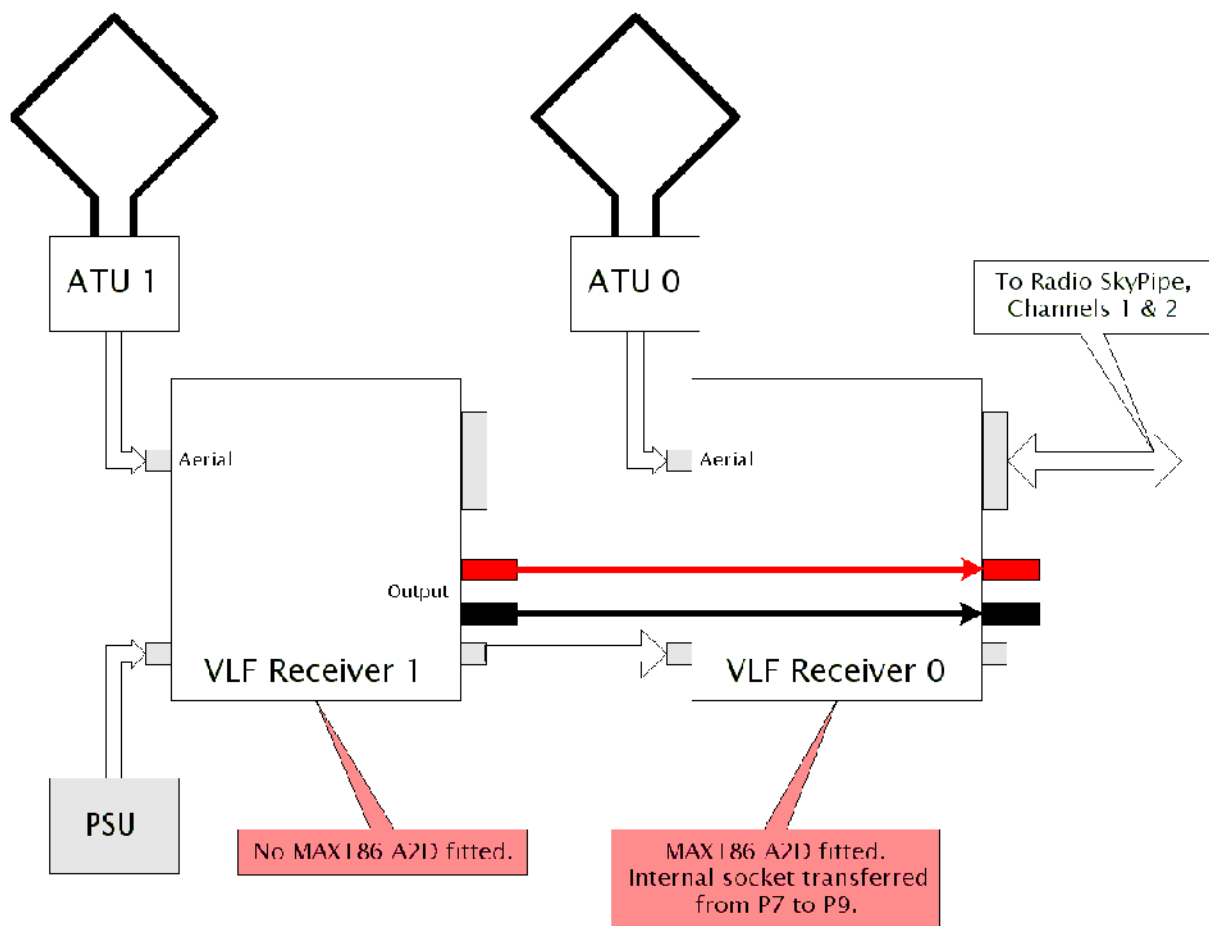 ATU 1
ATU 0
To Radio SkyPipe,
Channels 1 & 2
Aerial
Aerial
Output
VLF Receiver 1
VLF Receiver 0
PSU
No MAX186 A2D fitted.
MAX186 A2D fitted.
Internal socket transferred
from P7 to P9.